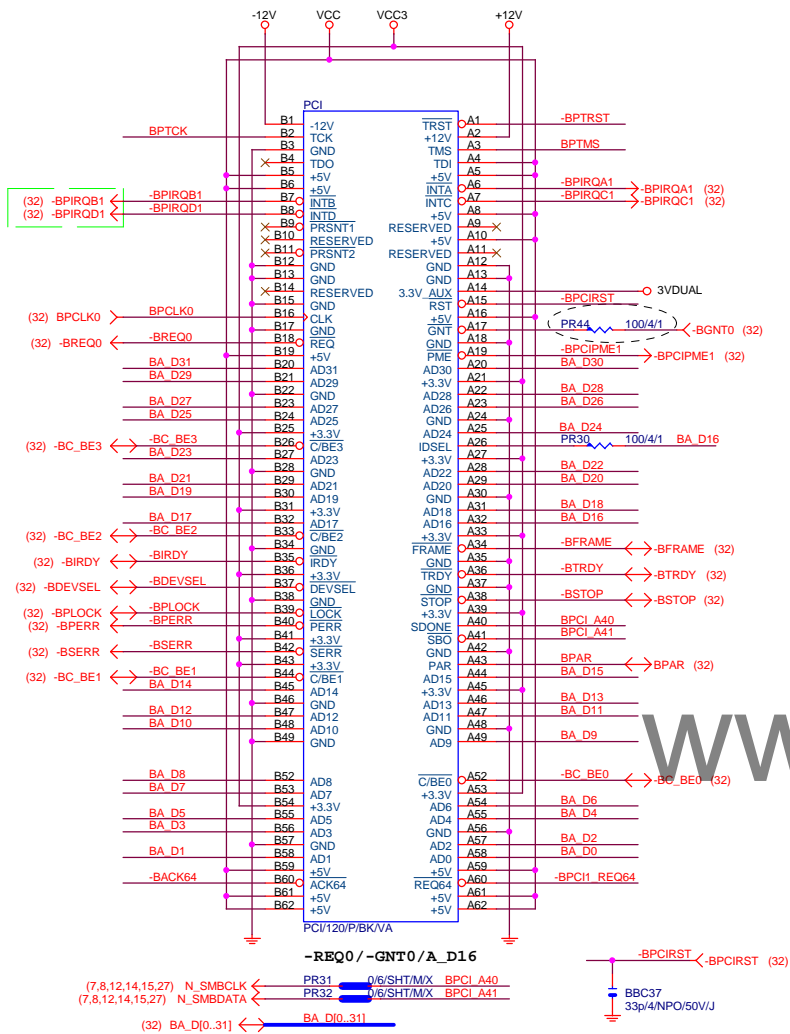 -12V VCC VCC3 +12V
PCI
B1 -12V TRST A1 -BPTRST
BPTCK B2 TCK +12V A2
B3 GND TMS A3 BPTMS
B4 TDO TDI A4
B5 +5V +5V A5
B6 +5V INTA A6 -BPIRQA1 -BPIRQA1 (32)
(32) -BPIRQB1 -BPIRQB1 B7 INTB INTC A7 -BPIRQC1 -BPIRQC1 (32)
(32) -BPIRQD1 -BPIRQD1 B8 INTD +5V A8
B9 PRSNT1 RESERVED A9
B10 RESERVED +5V A10
B11 PRSNT2 RESERVED A11
B12 GND GND A12
B13 GND GND A13
B14 RESERVED 3.3V_AUX A14 3VDUAL
B15 GND RST A15 -BPCIRST
(32) BPCLK0 BPCLK0 B16 CLK +5V A16
B17 GND GNT A17 PR44 100/4/1 -BGNT0 (32)
(32) -BREQ0 -BREQ0 B18 REQ GND A18
B19 +5V PME A19 -BPCIPME1 (32)
BA_D31 B20 AD31 AD30 A20 BA_D30
BA_D29 B21 AD29 +3.3V A21
B22 GND AD28 A22 BA_D28
BA_D27 B23 AD27 AD26 A23 BA_D26
BA_D25 B24 AD25 GND A24
B25 +3.3V AD24 A25 BA_D24
(32) -BC_BE3 -BC_BE3 B26 C/BE3 IDSEL A26 PR30 100/4/1 BA_D16
BA_D23 B27 AD23 +3.3V A27
B28 GND AD22 A28 BA_D22
BA_D21 B29 AD21 AD20 A29 BA_D20
BA_D19 B30 AD19 GND A30
B31 +3.3V AD18 A31 BA_D18
BA_D17 B32 AD17 AD16 A32 BA_D16
(32) -BC_BE2 -BC_BE2 B33 C/BE2 +3.3V A33
B34 GND FRAME A34 -BFRAME -BFRAME (32)
(32) -BIRDY -BIRDY B35 IRDY GND A35
B36 +3.3V TRDY A36 -BTRDY -BTRDY (32)
(32) -BDEVSEL -BDEVSEL B37 DEVSEL GND A37
B38 GND STOP A38 -BSTOP -BSTOP (32)
(32) -BPLOCK -BPLOCK B39 LOCK +3.3V A39
(32) -BPERR -BPERR B40 PERR SDONE A40 BPCI_A40
B41 +3.3V SBO A41 BPCI_A41
(32) -BSERR -BSERR B42 SERR GND A42
B43 +3.3V PAR A43 BPAR BPAR (32)
(32) -BC_BE1 -BC_BE1 B44 C/BE1 AD15 A44 BA_D15
BA_D14 B45 AD14 +3.3V A45
B46 GND AD13 A46 BA_D13
BA_D12 B47 AD12 AD11 A47 BA_D11
BA_D10 B48 AD10 GND A48
B49 GND AD9 A49 BA_D9
ww
BA_D8 B52 AD8 C/BE0 A52 -BC_BE0 -BC_BE0 (32)
BA_D7 B53 AD7 +3.3V A53
B54 +3.3V AD6 A54 BA_D6
BA_D5 B55 AD5 AD4 A55 BA_D4
BA_D3 B56 AD3 GND A56
B57 GND AD2 A57 BA_D2
BA_D1 B58 AD1 AD0 A58 BA_D0
B59 +5V +5V A59
-BACK64 B60 ACK64 REQ64 A60 -BPCI1_REQ64
B61 +5V +5V A61
B62 +5V +5V A62
PCI/120/P/BK/VA
-REQ0/-GNT0/A_D16
(7,8,12,14,15,27) N_SMBCLK PR31 0/6/SHT/M/X BPCI_A40
(7,8,12,14,15,27) N_SMBDATA PR32 0/6/SHT/M/X BPCI_A41
(32) BA_D[0..31] BA_D[0..31]
-BPCIRST -BPCIRST (32)
BBC37
33p/4/NPO/50V/J